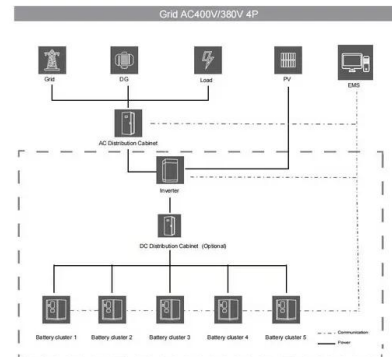 Grid AC400V/380V 4P
Grid
DG
Load
PV
EMS
AC Distribution Cabinet
Inverter
DC Distribution Cabinet (Optional)
Battery cluster 1
Battery cluster 2
Battery cluster 3
Battery cluster 4
Battery cluster 5
Communication
Power